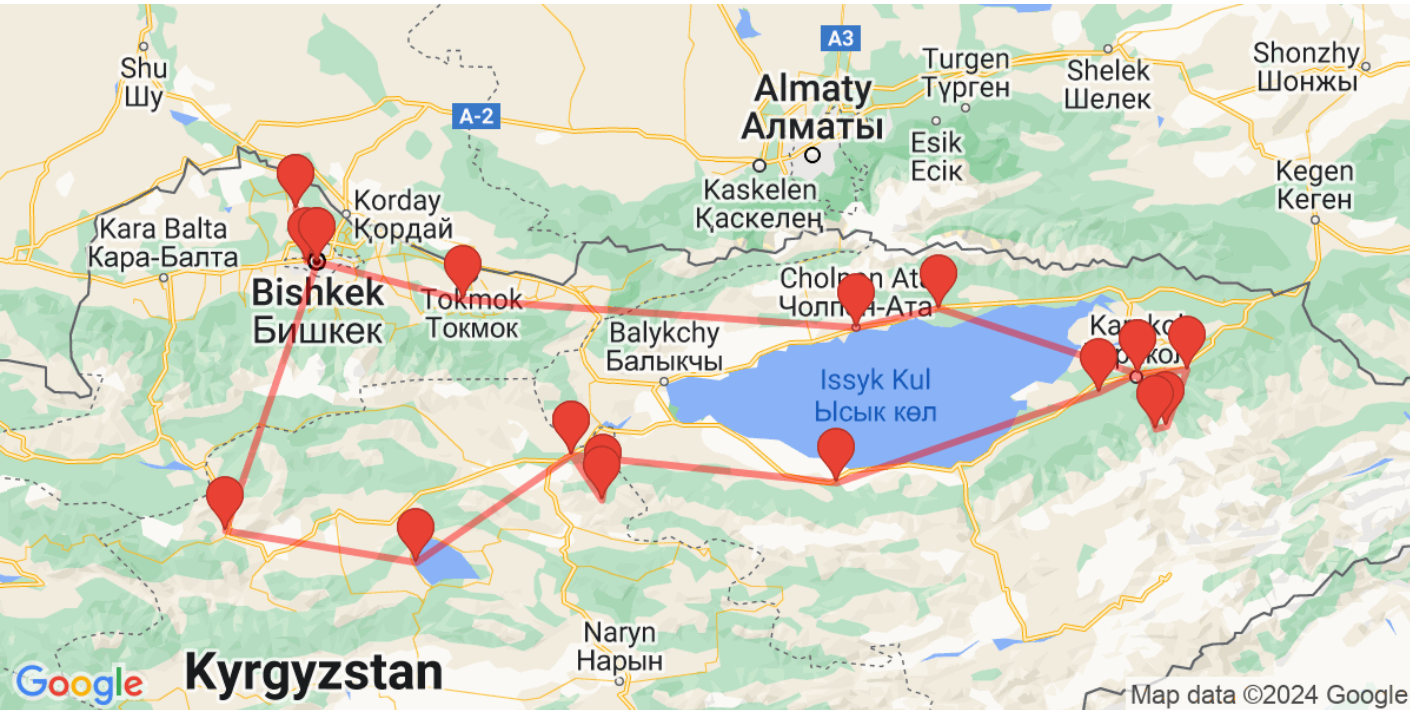 A3
Shu
Шу
Almaty
Алматы
Turgen
Түрген
Shelek
Шелек
Shonzhy
Шонжы
A-2
Esik
Есік
Kaskelen
Қаскелең
Kegen
Кеген
Korday
Қордай
Kara Balta
Кара-Балта
Bishkek
Бишкек
Tokmok
Токмок
Cholpon Ata
Balykchy
Балыкчы
Issyk Kul
Ысык көл
Naryn
Нарын
Kyrgyzstan
Google
Map data ©2024 Google